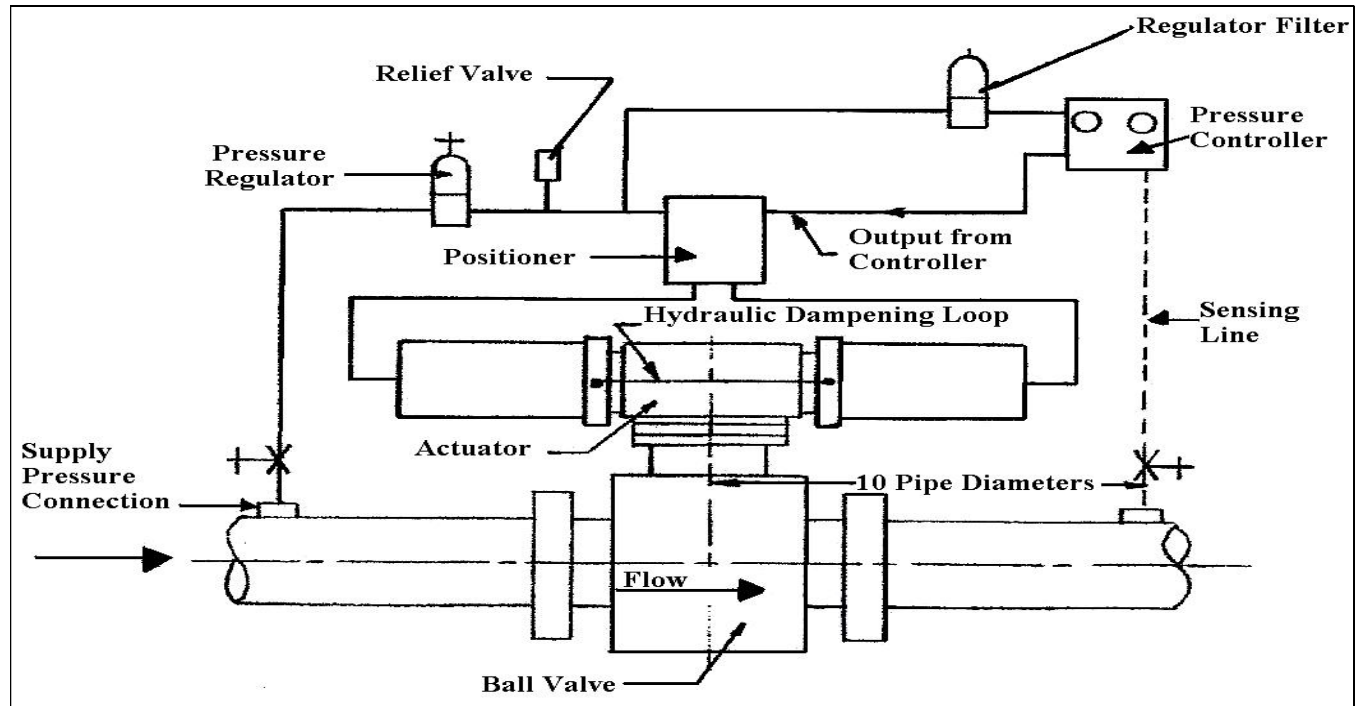 Regulator Filter
Relief Valve
Pressure
Controller
Pressure
Regulator
Output from
Controller
Positioner
Hydraulic Dampening Loop
Sensing
Line
Actuator
Supply
Pressure
Connection
10 Pipe Diameters
Flow
Ball Valve